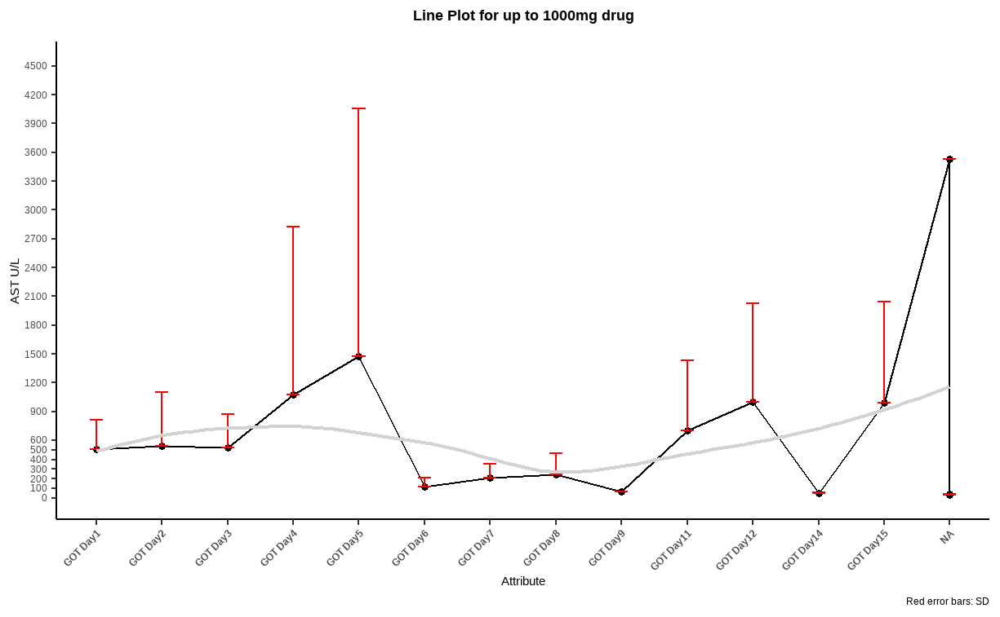 Line Plot for up to 1000mg drug
4500
4200
3900
3600
3300
3000
2700
2400
2100
1800
1500
1200
900
600
500
400
300
200
100
0
AST U/L
GOT Day1
GOT Day2
GOT Day3
GOT Day4
GOT Day5
GOT Day6
GOT Day7
GOT Day8
GOT Day9
GOT Day11
GOT Day12
GOT Day14
GOT Day15
NA
Attribute
Red error bars: SD